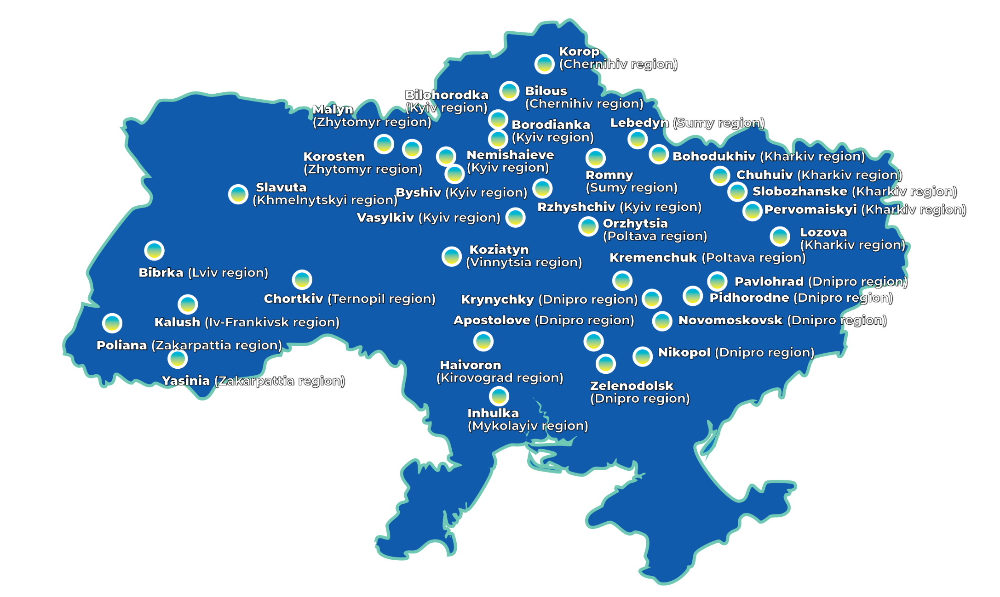 Korop
(Chernihiv region)
Bilous
(Chernihiv region)
Bilohorodka
(Kyiv region)
Malyn
(Zhytomyr region)
Borodianka
(Kyiv region)
Lebedyn (Sumy region)
Korosten
(Zhytomyr region)
Nemishaieve
(Kyiv region)
Bohodukhiv (Kharkiv region)
Romny
(Sumy region)
Chuhuiv (Kharkiv region)
Slavuta
(Khmelnytskyi region)
Byshiv (Kyiv region)
Slobozhanske (Kharkiv region)
Rzhyshchiv (Kyiv region)
Pervomaiskyi (Kharkiv region)
Vasylkiv (Kyiv region)
Orzhytsia
(Poltava region)
Lozova
(Kharkiv region)
Koziatyn
(Vinnytsia region)
Kremenchuk (Poltava region)
Bibrka (Lviv region)
Pavlohrad (Dnipro region)
Chortkiv (Ternopil region)
Krynychky (Dnipro region)
Pidhorodne (Dnipro region)
Kalush (Iv-Frankivsk region)
Apostolove (Dnipro region)
Novomoskovsk (Dnipro region)
Poliana (Zakarpattia region)
Nikopol (Dnipro region)
Haivoron
(Kirovograd region)
Yasinia (Zakarpattia region)
Zelenodolsk
(Dnipro region)
Inhulka
(Mykolayiv region)